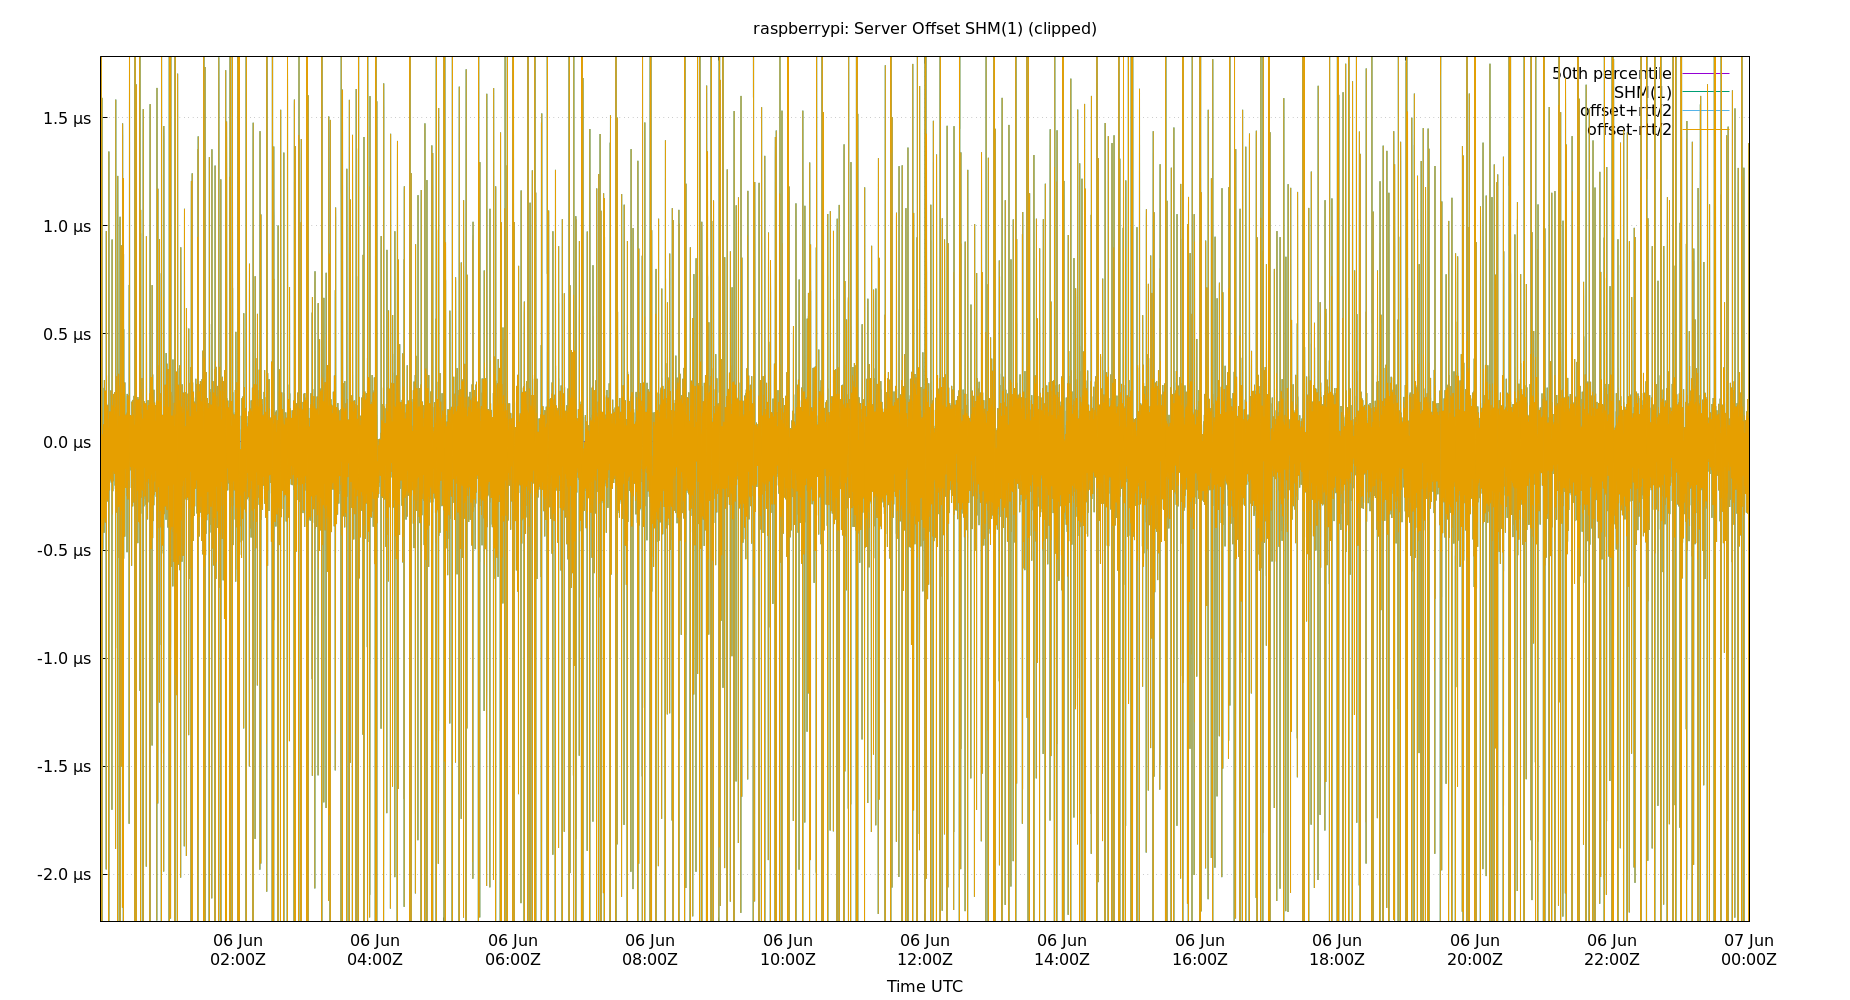 raspberrypi: Server Offset SHM(1) (clipped)
50th percentile
SHM(1)
offset+rtt/2
offset-rtt/2
1.5 µs
1.0 µs
0.5 µs
0.0 µs
-0.5 µs
-1.0 µs
-1.5 µs
-2.0 µs
06 Jun 06 Jun 06 Jun 06 Jun 06 Jun 06 Jun 06 Jun 06 Jun 06 Jun 06 Jun 06 Jun 07 Jun
02:00Z 04:00Z 06:00Z 08:00Z 10:00Z 12:00Z 14:00Z 16:00Z 18:00Z 20:00Z 22:00Z 00:00Z
Time UTC